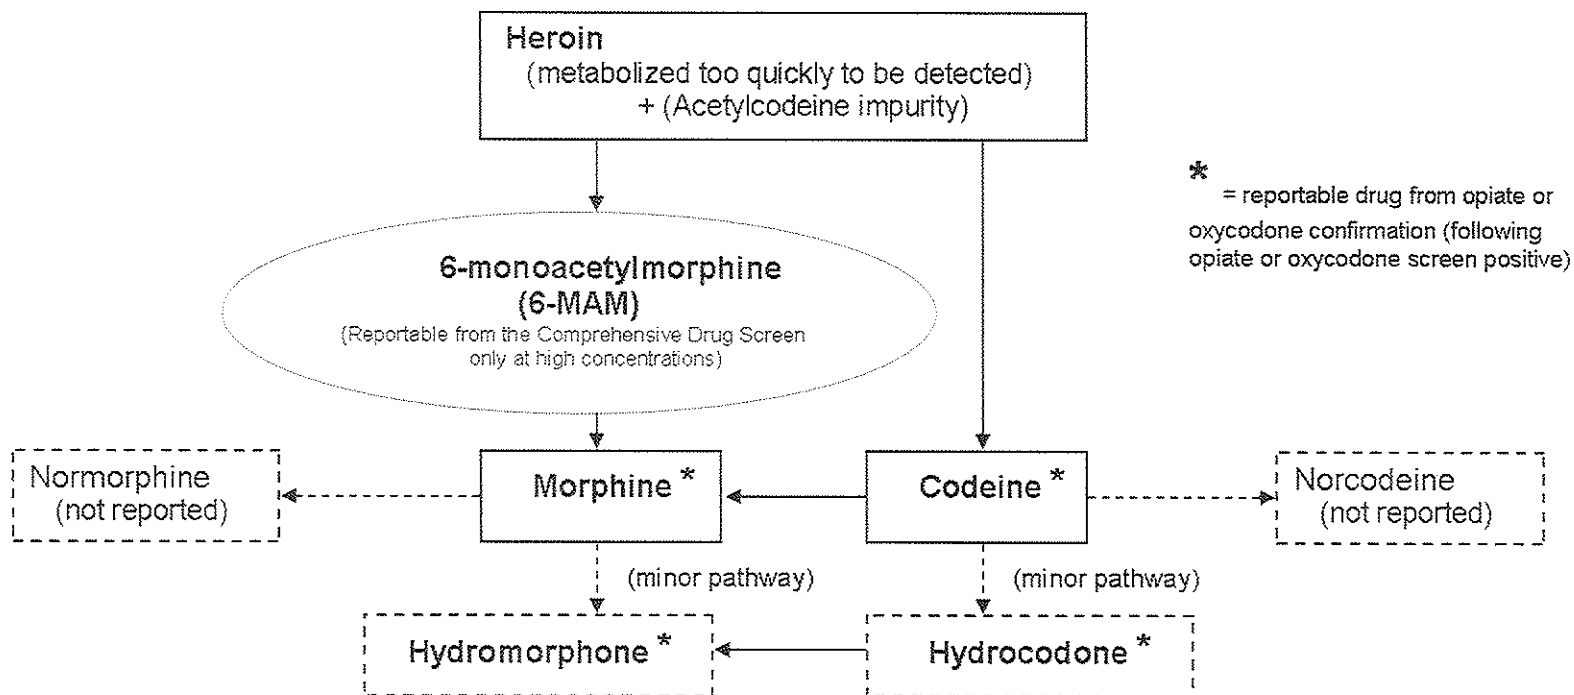 Heroin
(metabolized too quickly to be detected)
+ (Acetylcodeine impurity)
*
= reportable drug from opiate or
oxycodone confirmation (following
opiate or oxycodone screen positive)
6-monoacetylmorphine
(6-MAM)
(Reportable from the Comprehensive Drug Screen
only at high concentrations)
Normorphine
(not reported)
Morphine *
Codeine *
Norcodeine
(not reported)
(minor pathway)
(minor pathway)
Hydromorphone *
Hydrocodone *